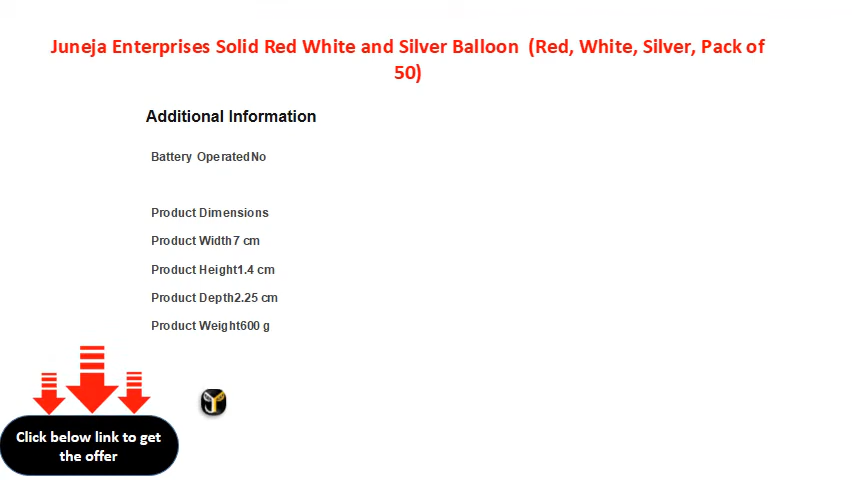 Juneja Enterprises Solid Red White and Silver Balloon  (Red, White, Silver, Pack of
50)
Additional Information
Battery OperatedNo
Product Dimensions
Product Width7 cm
Product Height1.4 cm
Product Depth2.25 cm
Product Weight600 g
Click below link to get
the offer